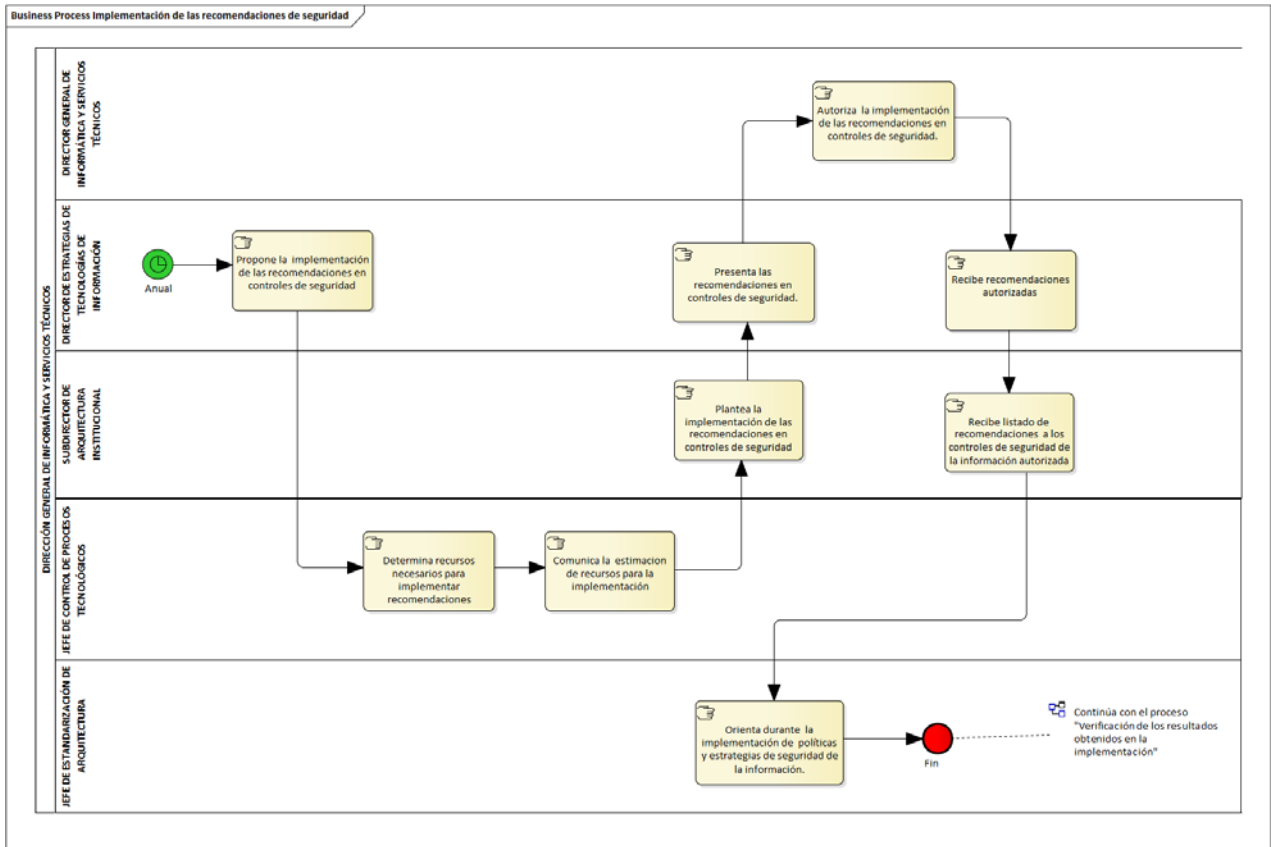 Business Process Implementación de las recomendaciones de seguridad
DIRECCIÓN GENERAL DE INFORMÁTICA Y SERVICIOS TÉCNICOS
DIRECTOR GENERAL DE
INFORMÁTICA Y SERVICIOS
TÉCNICOS
Autoriza la implementación
de las recomendaciones en
controles de seguridad.
DIRECTOR DE ESTRATEGIAS DE
TECNOLOGÍAS DE
INFORMACIÓN
Anual
Propone la implementación
de las recomendaciones en
controles de seguridad
Presenta las
recomendaciones en
controles de seguridad.
Recibe recomendaciones
autorizadas
SUBDIRECTOR DE
ARQUITECTURA
INSTITUCIONAL
Plantea la
implementación de las
recomendaciones en
controles de seguridad
Recibe listado de
recomendaciones a los
controles de seguridad de
la información autorizada
JEFE DE CONTROL DE PROCESOS
TECNOLÓGICOS
Determina recursos
necesarios para
implementar
recomendaciones
Comunica la estimacion
de recursos para la
implementación
JEFE DE ESTANDARIZACIÓN DE
ARQUITECTURA
Orienta durante la
implementación de políticas
y estrategias de seguridad de
la información.
Fin
Continúa con el proceso
"Verificación de los resultados
obtenidos en la
implementación"